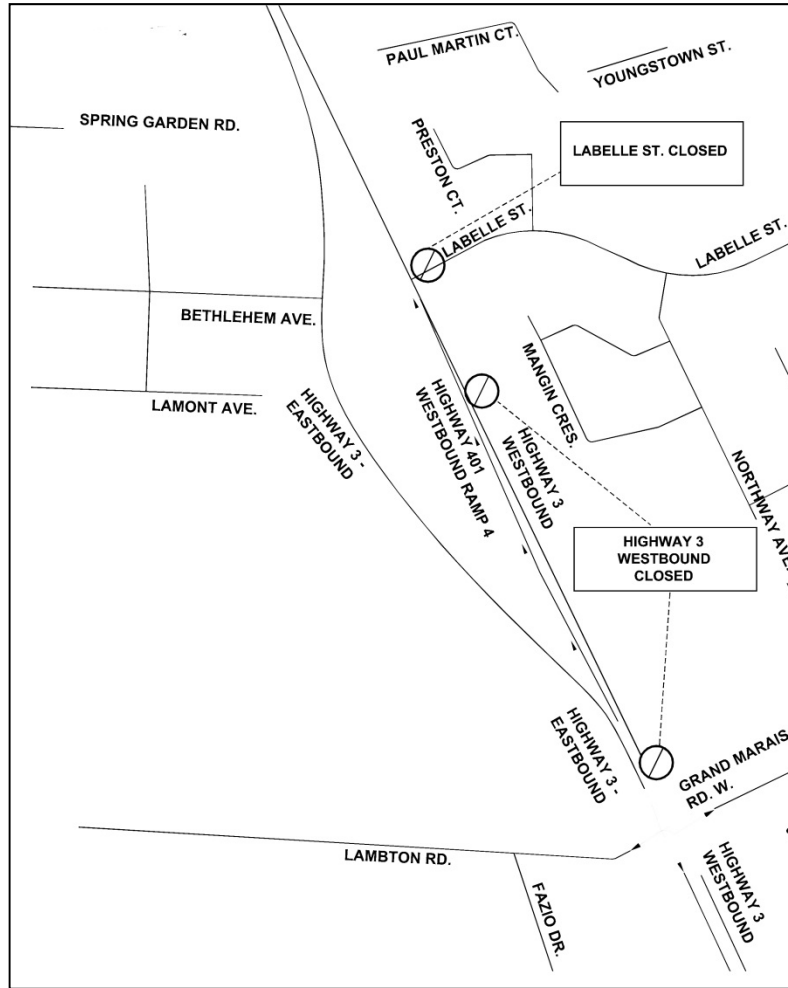 PAUL MARTIN CT.
YOUNGSTOWN ST.
SPRING GARDEN RD.
LABELLE ST. CLOSED
PRESTON CT.
LABELLE ST.
LABELLE ST.
BETHLEHEM AVE.
MANGIN CRES.
LAMONT AVE.
HIGHWAY 3 -
EASTBOUND
HIGHWAY 401
WESTBOUND RAMP 4
HIGHWAY 3
WESTBOUND
NORTHWAY AVE.
HIGHWAY 3
WESTBOUND
CLOSED
HIGHWAY 3 -
EASTBOUND
GRAND MARAIS
RD. W.
LAMBTON RD.
HIGHWAY 3
WESTBOUND
FAZIO DR.